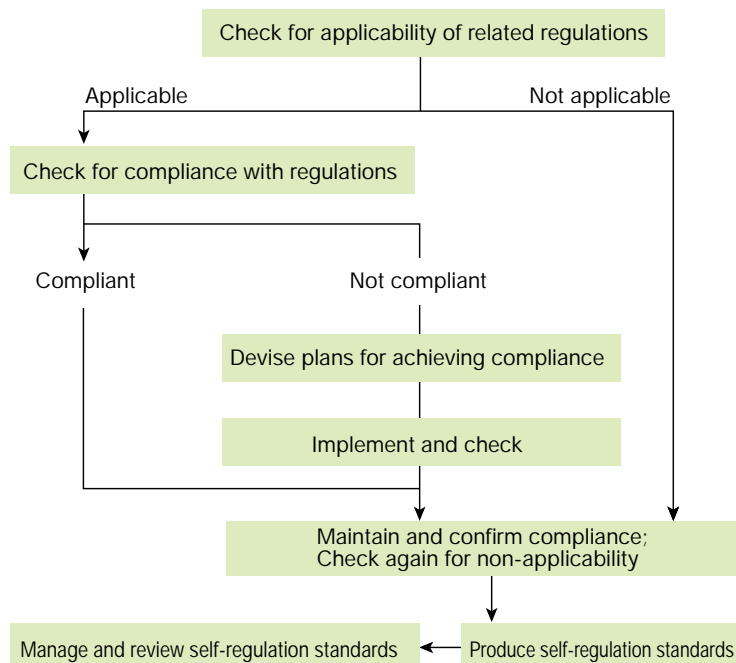 Check for applicability of related regulations
Applicable
Not applicable
Check for compliance with regulations
Compliant
Not compliant
Devise plans for achieving compliance
Implement and check
Maintain and confirm compliance;
Check again for non-applicability
Manage and review self-regulation standards
Produce self-regulation standards